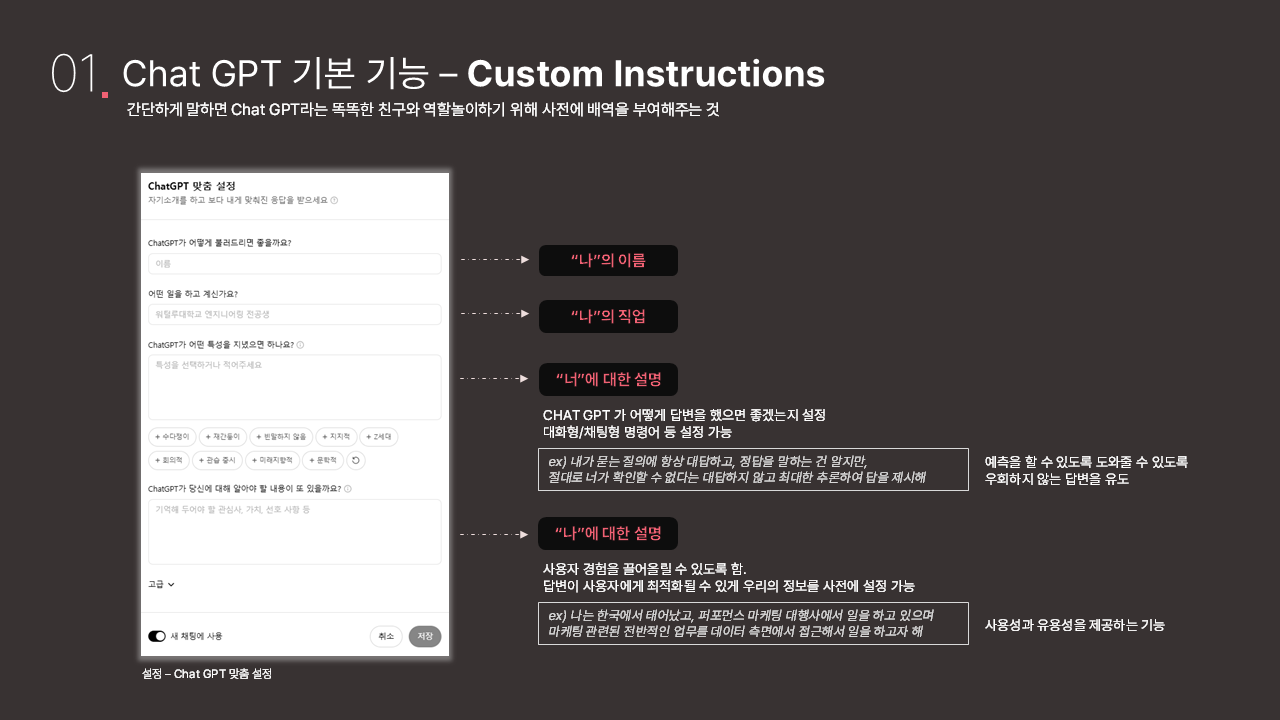 01. Chat GPT 기본 기능 – Custom Instructions
간단하게 말하면 Chat GPT라는 똑똑한 친구와 역할놀이하기 위해 사전에 배역을 부여해주는 것
ChatGPT 맞춤 설정
자기소개를 하고 보다 내게 맞춰진 응답을 받으세요
ChatGPT가 어떻게 불러드리면 좋을까요?
이름
어떤 일을 하고 계신가요?
워털루대학교 엔지니어링 전공생
ChatGPT가 어떤 특성을 지녔으면 하나요?
특성을 선택하거나 적어주세요
+ 수다쟁이 + 재간둥이 + 빈말하지 않음 + 지지적 + Z세대
+ 회의적 + 관습 중시 + 미래지향적 + 문학적
ChatGPT가 당신에 대해 알아야 할 내용이 또 있을까요?
기억해 두어야 할 관심사, 가치, 선호 사항 등
고급
새 채팅에 사용 취소 저장
설정 – Chat GPT 맞춤 설정
“나”의 이름
“나”의 직업
“너”에 대한 설명
CHAT GPT 가 어떻게 답변을 했으면 좋겠는지 설정
대화형/채팅형 명령어 등 설정 가능
ex) 내가 묻는 질의에 항상 대답하고, 정답을 말하는 건 알지만,
절대로 너가 확인할 수 없다는 대답하지 않고 최대한 추론하여 답을 제시해
예측을 할 수 있도록 도와줄 수 있도록
우회하지 않는 답변을 유도
“나”에 대한 설명
사용자 경험을 끌어올릴 수 있도록 함.
답변이 사용자에게 최적화될 수 있게 우리의 정보를 사전에 설정 가능
ex) 나는 한국에서 태어났고, 퍼포먼스 마케팅 대행사에서 일을 하고 있으며
마케팅 관련된 전반적인 업무를 데이터 측면에서 접근해서 일을 하고자 해
사용성과 유용성을 제공하는 기능